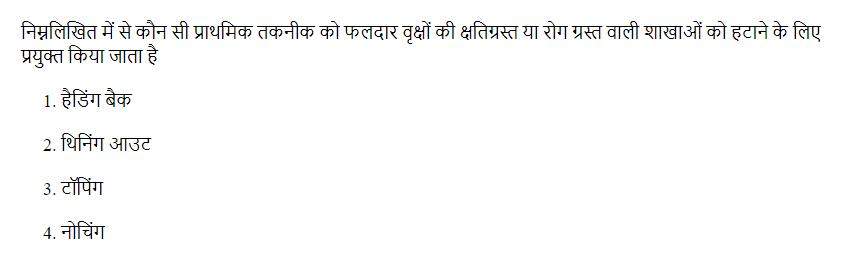 निम्नलिखित में से कौन सी प्राथमिक तकनीक को फलदार वृक्षों की क्षतिग्रस्त या रोग ग्रस्त वाली शाखाओं को हटाने के लिए
प्रयुक्त किया जाता है
1. हैडिंग बैक
2. थिनिंग आउट
3. टॉपिंग
4. नोचिंग